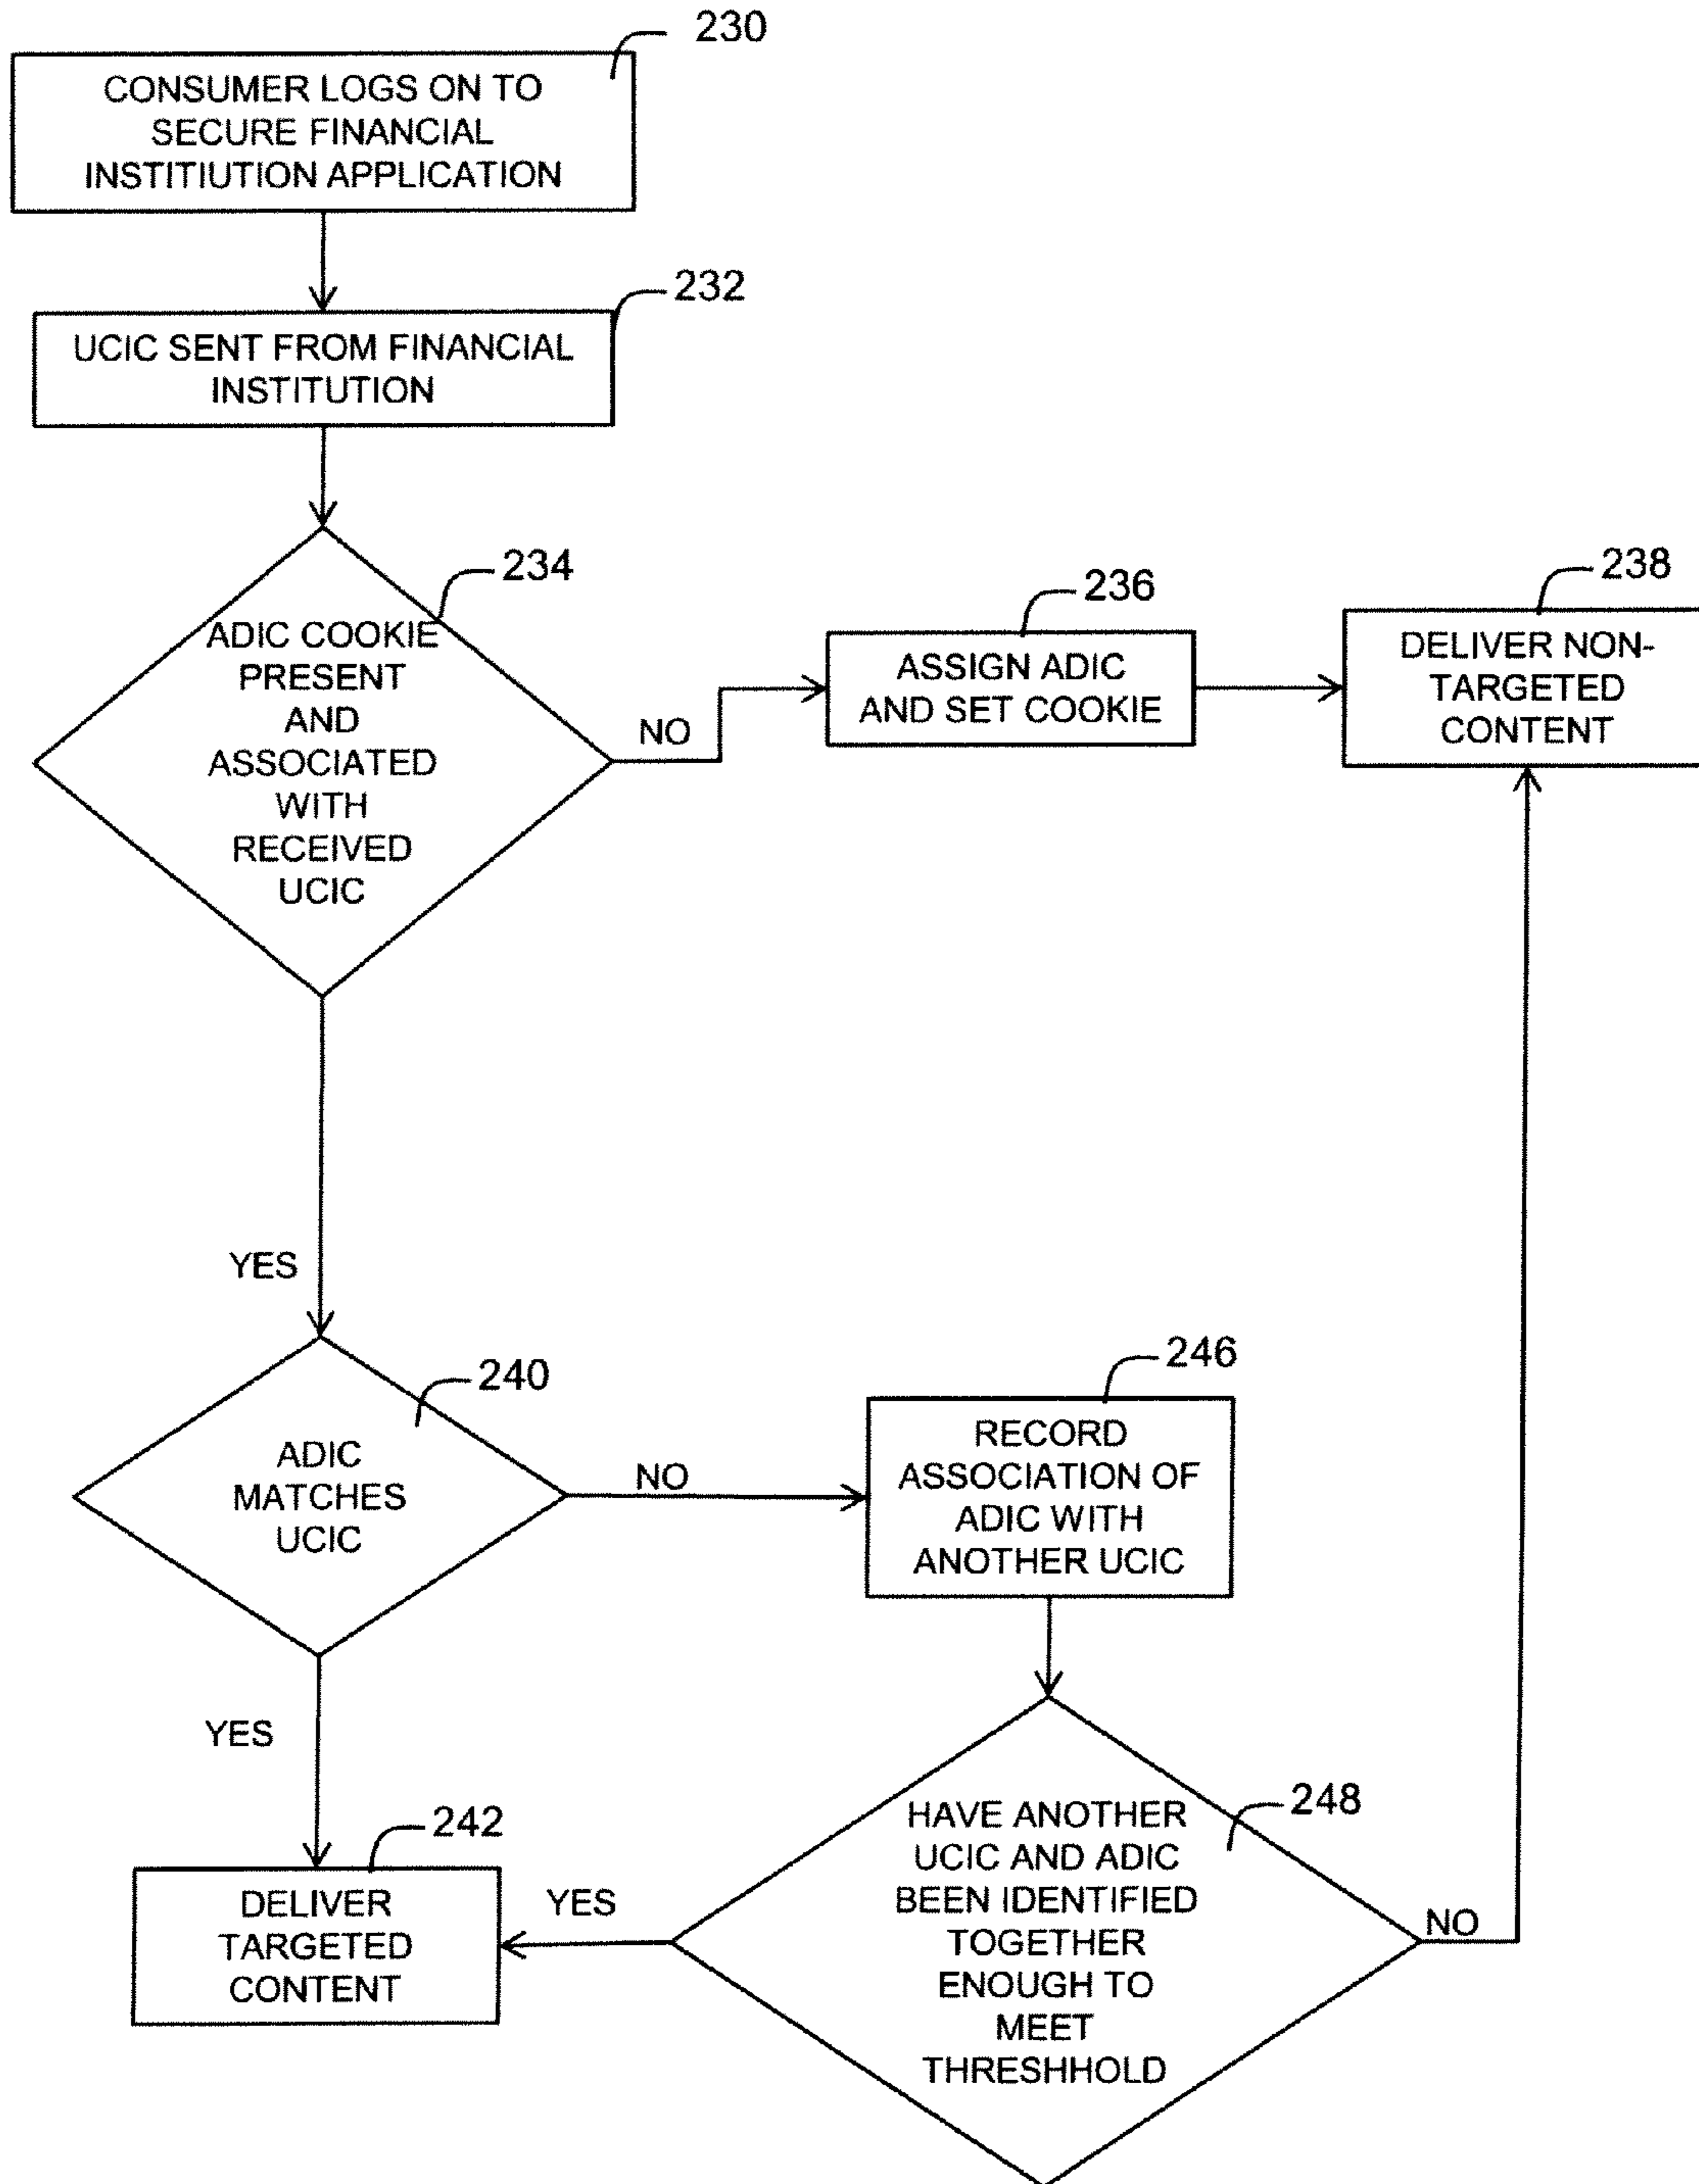 230
CONSUMER LOGS ON TO
SECURE FINANCIAL
INSTITIUTION APPLICATION
232
UCIC SENT FROM FINANCIAL
INSTITUTION
234
ADIC COOKIE
PRESENT
AND
ASSOCIATED
WITH
RECEIVED
UCIC
NO
236
ASSIGN ADIC
AND SET COOKIE
238
DELIVER NON-
TARGETED
CONTENT
YES
240
ADIC
MATCHES
UCIC
NO
246
RECORD
ASSOCIATION OF
ADIC WITH
ANOTHER UCIC
YES
242
DELIVER
TARGETED
CONTENT
YES
248
HAVE ANOTHER
UCIC AND ADIC
BEEN IDENTIFIED
TOGETHER
ENOUGH TO
MEET
THRESHHOLD
NO